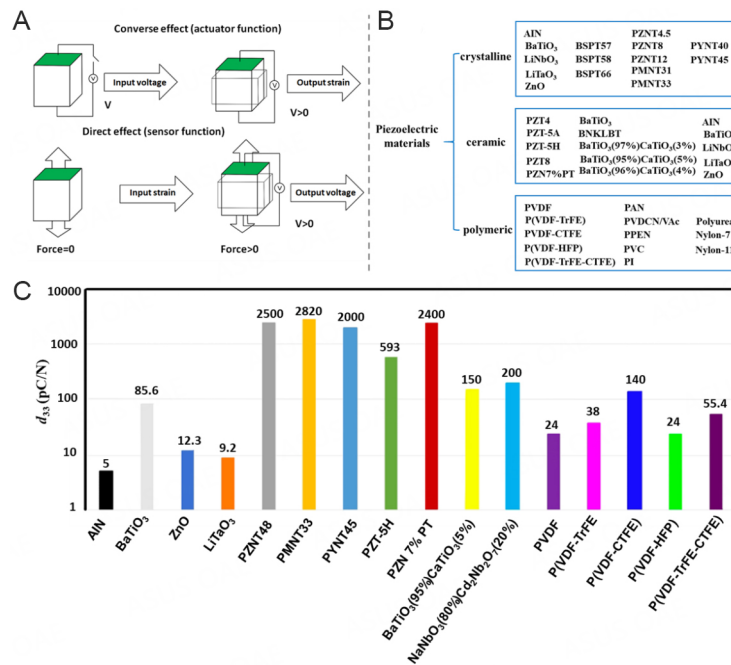 A
Converse effect (actuator function)
Input voltage
V
V
Output strain
V>0
Direct effect (sensor function)
Input strain
V
Output voltage
V>0
Force=0
Force>0
B
Piezoelectric
materials
crystalline
AlN
BaTiO3
LiNbO3
LiTaO3
ZnO
BSPT57
BSPT58
BSPT66
PZNT4.5
PZNT8
PZNT12
PMNT31
PMNT33
PYNT40
PYNT45
ceramic
PZT4
PZT-5A
PZT-5H
PZT8
PZN7%PT
BaTiO3
BNKLBT
BaTiO3(97%)CaTiO3(3%)
BaTiO3(95%)CaTiO3(5%)
BaTiO3(96%)CaTiO3(4%)
AlN
BaTiO
LiNbO
LiTaO
ZnO
polymeric
PVDF
P(VDF-TrFE)
PVDF-CTFE
P(VDF-HFP)
P(VDF-TrFE-CTFE)
PAN
PVDCN/VAc
PPEN
PVC
PI
Polyurea
Nylon-7
Nylon-1
C
d33 (pC/N)
10000
1000
100
10
1
5
85.6
12.3
9.2
2500
2820
2000
593
2400
150
200
24
38
140
24
55.4
AlN
BaTiO3
ZnO
LiTaO3
PZNT48
PMNT33
PYNT45
PZT-5H
PZN 7% PT
BaTiO3(95%)CaTiO3(5%)
NaNbO3(80%)Cd2Nb2O7(20%)
PVDF
P(VDF-TrFE
P(VDF-CTFE)
P(VDF-HFP)
P(VDF-TrFE-CTFE)